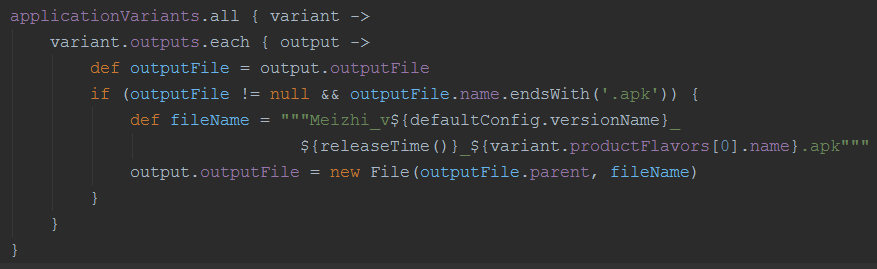 applicationVariants.all { variant ->
    variant.outputs.each { output ->
        def outputFile = output.outputFile
        if (outputFile != null && outputFile.name.endsWith('.apk')) {
            def fileName = """Meizhi_v${defaultConfig.versionName}_
                             ${releaseTime()}_${variant.productFlavors[0].name}.apk"""
            output.outputFile = new File(outputFile.parent, fileName)
        }
    }
}